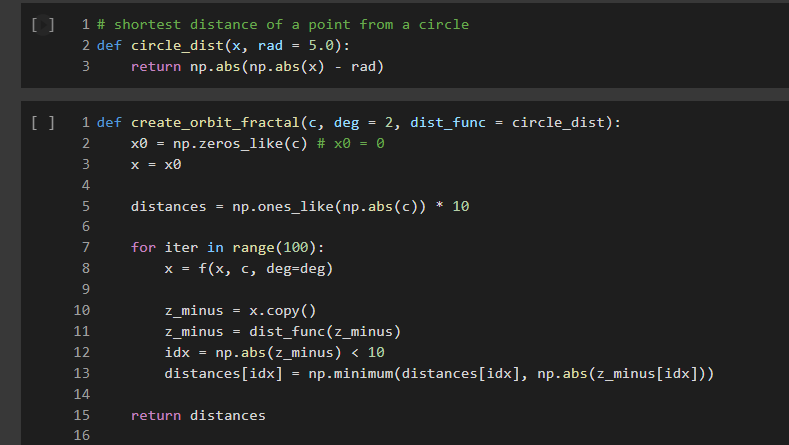 [ ] 1 # shortest distance of a point from a circle
2 def circle_dist(x, rad = 5.0):
3     return np.abs(np.abs(x) - rad)
[ ] 1 def create_orbit_fractal(c, deg = 2, dist_func = circle_dist):
2     x0 = np.zeros_like(c) # x0 = 0
3     x = x0
4
5     distances = np.ones_like(np.abs(c)) * 10
6
7     for iter in range(100):
8         x = f(x, c, deg=deg)
9
10         z_minus = x.copy()
11         z_minus = dist_func(z_minus)
12         idx = np.abs(z_minus) < 10
13         distances[idx] = np.minimum(distances[idx], np.abs(z_minus[idx]))
14
15     return distances
16